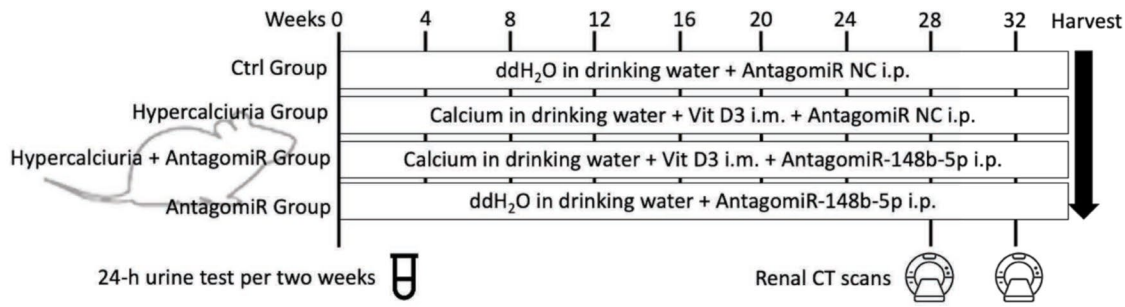 Weeks 0 4 8 12 16 20 24 28 32 Harvest
Ctrl Group ddH₂O in drinking water + AntagomiR NC i.p.
Hypercalciuria Group Calcium in drinking water + Vit D3 i.m. + AntagomiR NC i.p.
Hypercalciuria + AntagomiR Group Calcium in drinking water + Vit D3 i.m. + AntagomiR-148b-5p i.p.
AntagomiR Group ddH₂O in drinking water + AntagomiR-148b-5p i.p.
24-h urine test per two weeks Renal CT scans